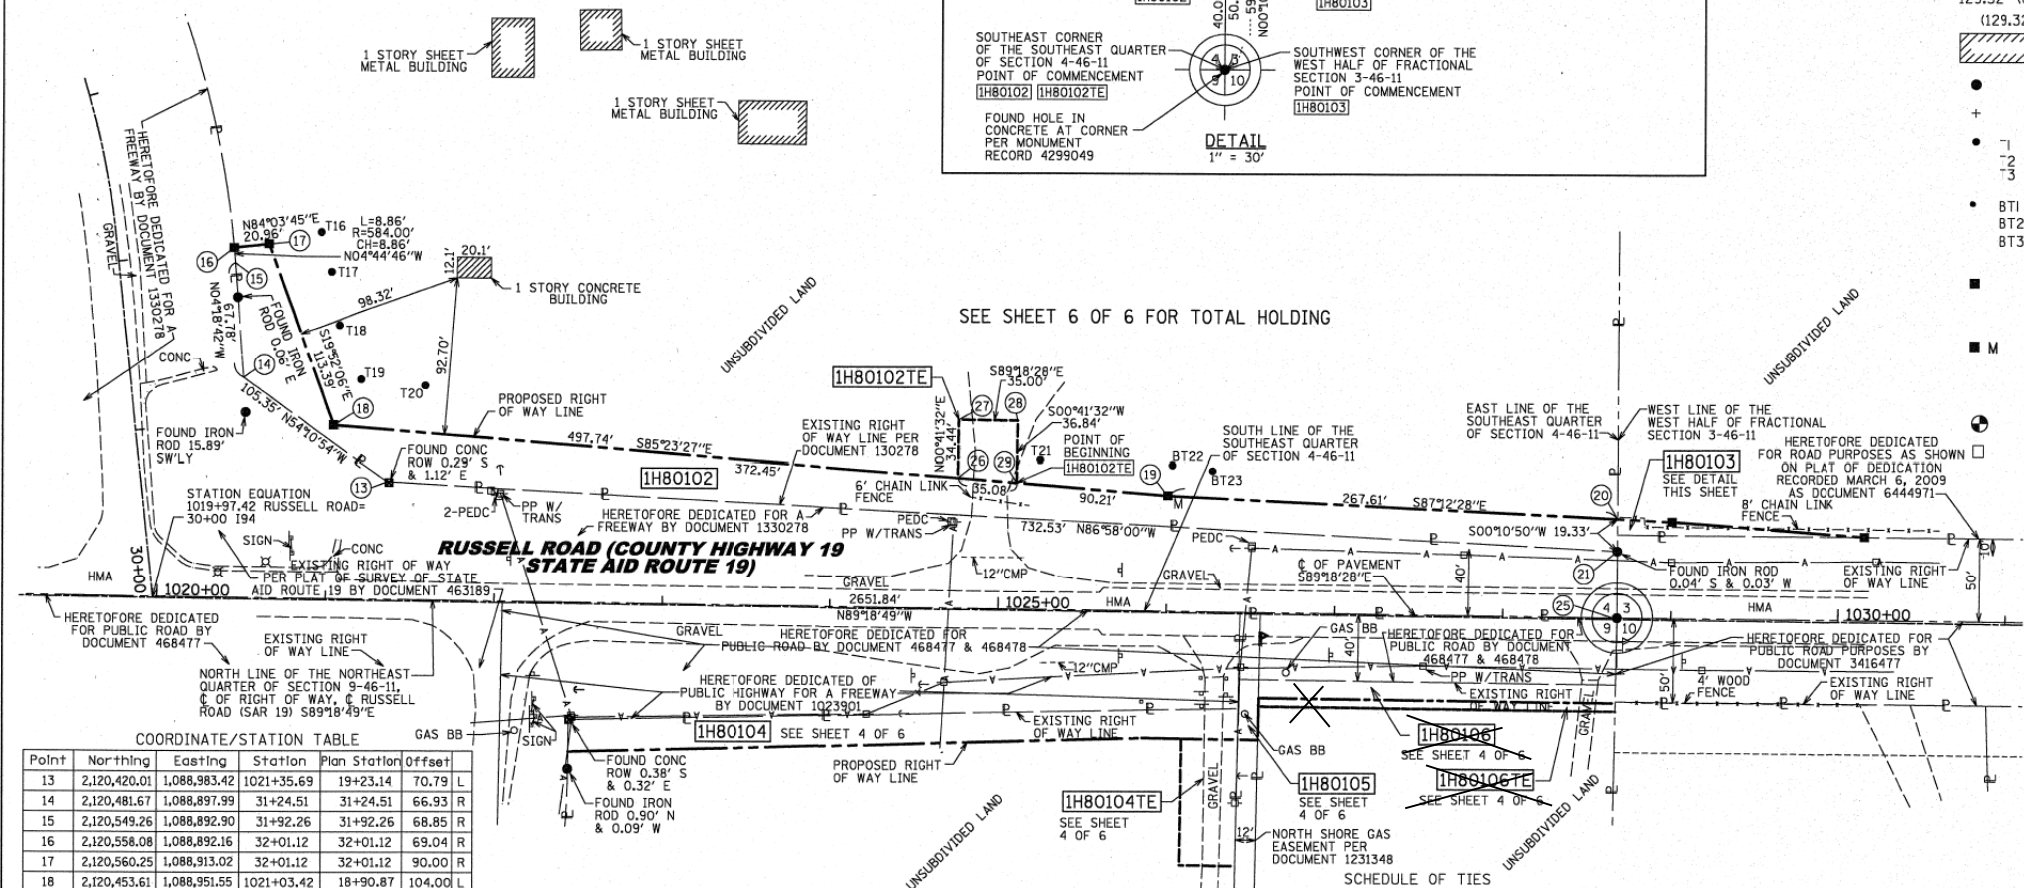 1 STORY SHEET
METAL BUILDING
1 STORY SHEET
METAL BUILDING
1 STORY SHEET
METAL BUILDING
1H80103
SOUTHEAST CORNER
OF THE SOUTHEAST QUARTER
OF SECTION 4-46-11
POINT OF COMMENCEMENT
1H80102 1H80102TE
FOUND HOLE IN
CONCRETE AT CORNER
PER MONUMENT
RECORD 4299049
4 3
9 10
DETAIL
1" = 30'
SOUTHWEST CORNER OF THE
WEST HALF OF FRACTIONAL
SECTION 3-46-11
POINT OF COMMENCEMENT
1H80103
T1
T2
T3
BT1
BT2
BT3
M
HERETOFORE DEDICATED FOR A
FREEWAY BY DOCUMENT 1330278
GRAVEL
N84°03'45"E
20.96'
16
17
15
14
18
13
T16
T17
T18
T19
T20
L=8.86'
R=584.00'
CH=8.86'
N04°44'46"W
12.1'
20.1'
1 STORY CONCRETE
BUILDING
98.32'
92.70'
N04°18'42"W
67.78'
FOUND IRON
ROD 0.06' E
S19°52'06"E
113.39'
CONC
105.35' N54°10'54"W
FOUND IRON
ROD 15.89'
SW'LY
PROPOSED RIGHT
OF WAY LINE
497.74' S85°23'27"E
372.45'
UNSUBDIVIDED LAND
SEE SHEET 6 OF 6 FOR TOTAL HOLDING
UNSUBDIVIDED LAND
1H80102TE
S89°18'28"E
35.00'
27
28
26
29
N00°41'32"E
34.44'
S00°41'32"W
36.84'
T21
POINT OF
BEGINNING
1H80102TE
35.08'
90.21'
EXISTING RIGHT
OF WAY LINE PER
DOCUMENT 130278
SOUTH LINE OF THE
SOUTHEAST QUARTER
OF SECTION 4-46-11
BT22
BT23
19
M
267.61' S87°12'28"E
EAST LINE OF THE
SOUTHEAST QUARTER
OF SECTION 4-46-11
WEST LINE OF THE
WEST HALF OF FRACTIONAL
SECTION 3-46-11
1H80103
SEE DETAIL
THIS SHEET
HERETOFORE DEDICATED
FOR ROAD PURPOSES AS SHOWN
ON PLAT OF DEDICATION
RECORDED MARCH 6, 2009
AS DOCUMENT 6444971
8' CHAIN LINK
FENCE
20
S00°10'50"W 19.33'
21
FOUND IRON ROD
0.04' S & 0.03' W
EXISTING RIGHT
OF WAY LINE
10'
50'
FOUND CONC
ROW 0.29' S
& 1.12' E
1H80102
2-PEDC
PP W/
TRANS
HERETOFORE DEDICATED FOR A
FREEWAY BY DOCUMENT 1330278
6' CHAIN LINK
FENCE
PEDC
PP W/TRANS
732.53' N86°58'00"W
PEDC
STATION EQUATION
1019+97.42 RUSSELL ROAD=
30+00 I94
SIGN
CONC
EXISTING RIGHT OF WAY
PER PLAT OF SURVEY OF STATE
AID ROUTE 19 BY DOCUMENT 463189
RUSSELL ROAD (COUNTY HIGHWAY 19
STATE AID ROUTE 19)
30+00
HMA
1020+00
12"CMP
GRAVEL
GRAVEL
℄ OF PAVEMENT
S89°18'28"E
40'
2651.84'
N89°18'49"W
1025+00
HMA
25
4 3
9 10
HMA
1030+00
HERETOFORE DEDICATED
FOR PUBLIC ROAD BY
DOCUMENT 468477
EXISTING RIGHT
OF WAY LINE
NORTH LINE OF THE NORTHEAST
QUARTER OF SECTION 9-46-11,
℄ OF RIGHT OF WAY, ℄ RUSSELL
ROAD (SAR 19) S89°18'49"E
GRAVEL
HERETOFORE DEDICATED FOR
PUBLIC ROAD BY DOCUMENT 468477 & 468478
12"CMP
GAS BB
40'
HERETOFORE DEDICATED FOR
PUBLIC ROAD BY DOCUMENT
468477 & 468478
PP W/TRANS
EXISTING RIGHT
OF WAY LINE
HERETOFORE DEDICATED FOR
PUBLIC ROAD PURPOSES BY
DOCUMENT 3416477
50'
4' WOOD
FENCE
EXISTING RIGHT
OF WAY LINE
HERETOFORE DEDICATED OF
PUBLIC HIGHWAY FOR A FREEWAY
BY DOCUMENT 1023901
GAS BB
SIGN
1H80104 SEE SHEET 4 OF 6
EXISTING RIGHT
OF WAY LINE
GAS BB
FOUND CONC
ROW 0.38' S
& 0.32' E
FOUND IRON
ROD 0.90' N
& 0.09' W
PROPOSED RIGHT
OF WAY LINE
UNSUBDIVIDED LAND
1H80104TE
SEE SHEET
4 OF 6
GRAVEL
1H80105
SEE SHEET
4 OF 6
12'
NORTH SHORE GAS
EASEMENT PER
DOCUMENT 1231348
1H80106
SEE SHEET 4 OF 6
1H80106TE
SEE SHEET 4 OF 6
GRAVEL
UNSUBDIVIDED LAND
SCHEDULE OF TIES
COORDINATE/STATION TABLE
Point Northing Easting Station Plan Station Offset
13 2,120,420.01 1,088,983.42 1021+35.69 19+23.14 70.79 L
14 2,120,481.67 1,088,897.99 31+24.51 31+24.51 66.93 R
15 2,120,549.26 1,088,892.90 31+92.26 31+92.26 68.85 R
16 2,120,558.08 1,088,892.16 32+01.12 32+01.12 69.04 R
17 2,120,560.25 1,088,913.02 32+01.12 32+01.12 90.00 R
18 2,120,453.61 1,088,951.55 1021+03.42 18+90.87 104.00 L